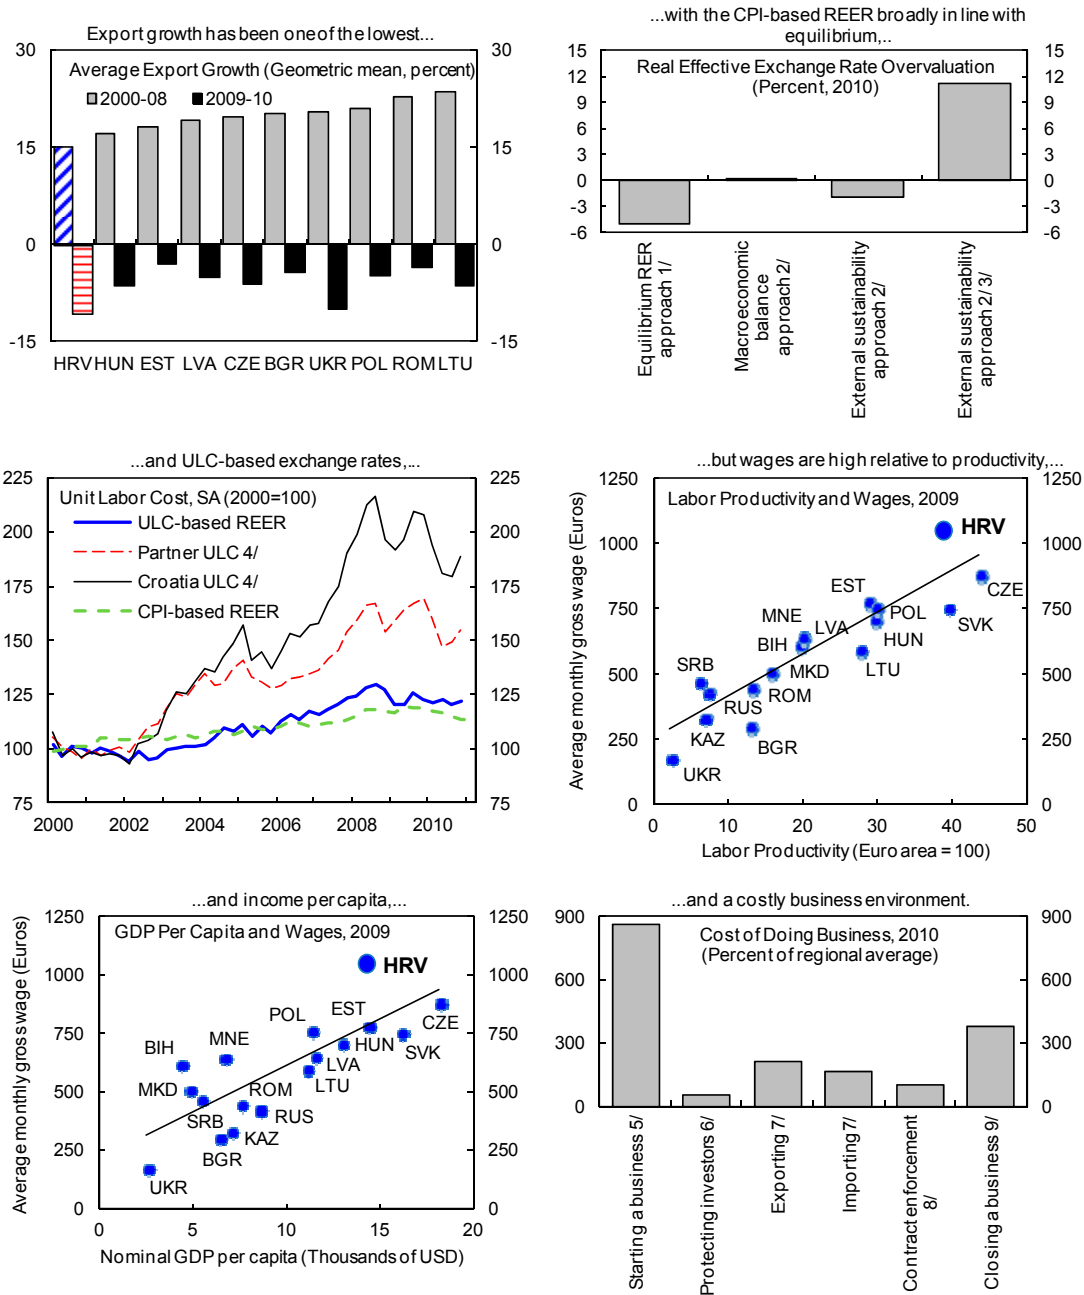 Export growth has been one of the lowest...
30
30
Average Export Growth (Geometric mean, percent)
2000-08
2009-10
15
15
0
0
-15
-15
HRV HUN EST LVA CZE BGR UKR POL ROM LTU
...with the CPI-based REER broadly in line with
equilibrium,..
15
15
Real Effective Exchange Rate Overvaluation
(Percent, 2010)
12
12
9
9
6
6
3
3
0
0
-3
-3
-6
-6
Equilibrium RER
approach 1/
Macroeconomic
balance
approach 2/
External sustainability
approach 2/
External sustainability
approach 2/ 3/
...and ULC-based exchange rates,...
225
225
Unit Labor Cost, SA (2000=100)
ULC-based REER
Partner ULC 4/
Croatia ULC 4/
CPI-based REER
200
200
175
175
150
150
125
125
100
100
75
75
2000 2002 2004 2006 2008 2010
...but wages are high relative to productivity,...
Average monthly gross wage (Euros)
1250
1250
Labor Productivity and Wages, 2009
HRV
1000
1000
CZE
EST
POL
750
750
MNE
LVA
SVK
HUN
BIH
LTU
MKD
500
500
SRB
ROM
RUS
KAZ
BGR
250
250
UKR
0
0
0 10 20 30 40 50
Labor Productivity (Euro area = 100)
...and income per capita,...
Average monthly gross wage (Euros)
1250
1250
GDP Per Capita and Wages, 2009
HRV
1000
1000
POL
EST
CZE
750
750
BIH
MNE
HUN
SVK
LVA
LTU
MKD
ROM
500
500
SRB
RUS
KAZ
BGR
250
250
UKR
0
0
0 5 10 15 20
Nominal GDP per capita (Thousands of USD)
...and a costly business environment.
900
900
Cost of Doing Business, 2010
(Percent of regional average)
600
600
300
300
0
0
Starting a business 5/
Protecting investors 6/
Exporting 7/
Importing 7/
Contract enforcement
8/
Closing a business 9/